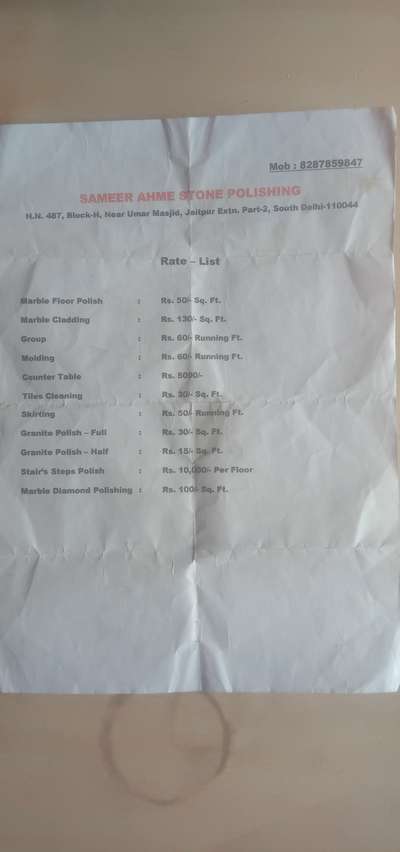 Mob : 8287859847
SAMEER AHME STONE POLISHING
H.N. 487, Block-H, Near Umar Masjid, Jaitpur Extn. Part-2, South Delhi-110044
Rate – List
Marble Floor Polish : Rs. 50/- Sq. Ft.
Marble Cladding : Rs. 130/- Sq. Ft.
Group : Rs. 60/- Running Ft.
Molding : Rs. 60/- Running Ft.
Counter Table : Rs. 8000/-
Tiles Cleaning : Rs. 30/- Sq. Ft.
Skirting : Rs. 50/- Running Ft.
Granite Polish – Full : Rs. 30/- Sq. Ft.
Granite Polish – Half : Rs. 15/- Sq. Ft.
Stair's Steps Polish : Rs. 10,000/- Per Floor
Marble Diamond Polishing : Rs. 100/- Sq. Ft.